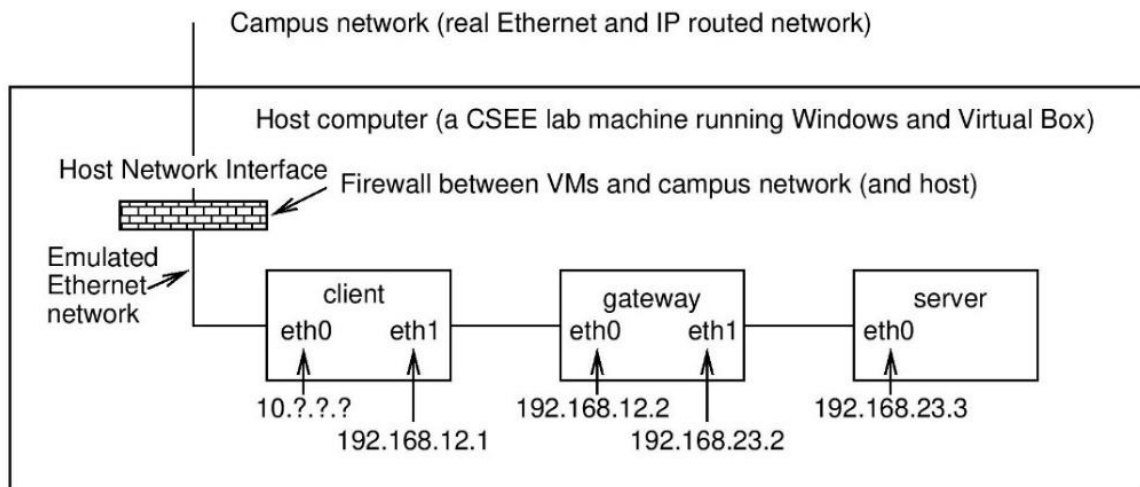 Campus network (real Ethernet and IP routed network)
Host computer (a CSEE lab machine running Windows and Virtual Box)
Host Network Interface
Firewall between VMs and campus network (and host)
Emulated
Ethernet
network
client
eth0 eth1
gateway
eth0 eth1
server
eth0
10.?.?.?
192.168.12.1
192.168.12.2
192.168.23.2
192.168.23.3